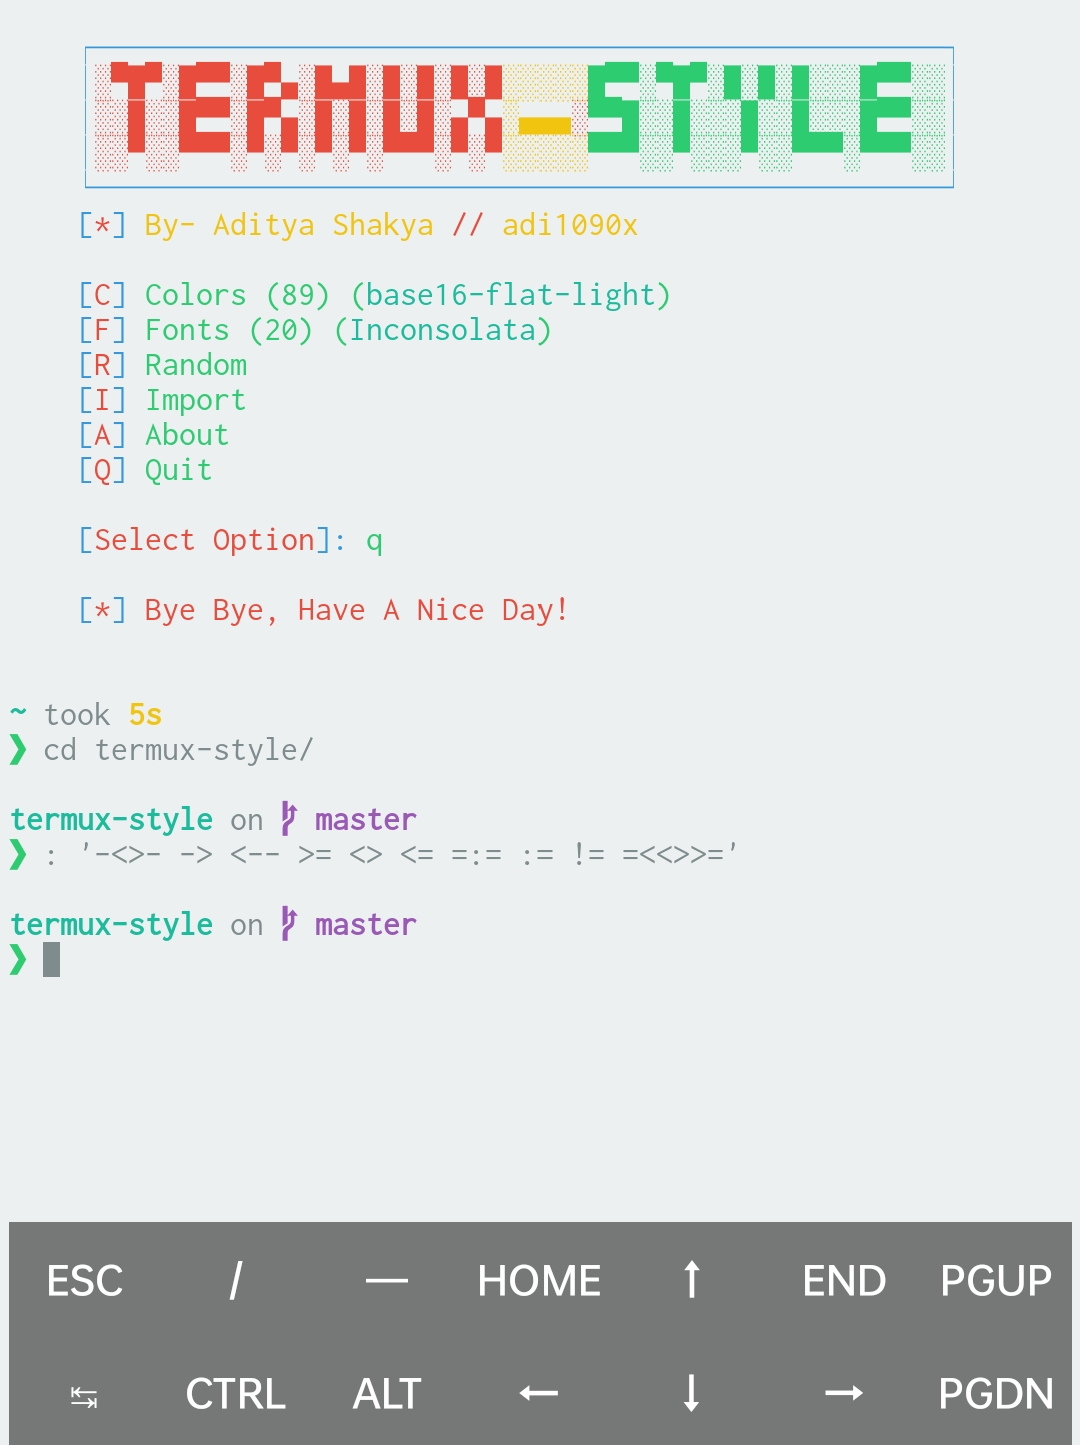 TERMUX-STYLE
[*] By- Aditya Shakya // adi1090x
[C] Colors (89) (base16-flat-light)
[F] Fonts (20) (Inconsolata)
[R] Random
[I] Import
[A] About
[Q] Quit
[Select Option]: q
[*] Bye Bye, Have A Nice Day!
~ took 5s
❯ cd termux-style/
termux-style on  master
❯ : '-<>- -> <-- >= <> <= =:= := != =<<>>='
termux-style on  master
❯
ESC / — HOME ↑ END PGUP
↹ CTRL ALT ← ↓ → PGDN